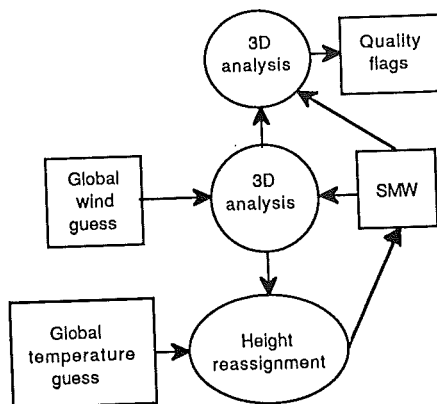 3D
analysis
Quality
flags
Global
wind
guess
3D
analysis
SMW
Global
temperature
guess
Height
reassignment